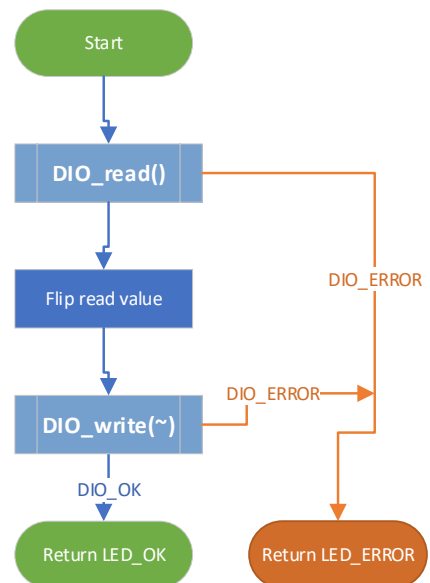 Start
DIO_read()
DIO_ERROR
Flip read value
DIO_ERROR
DIO_write(~)
DIO_OK
Return LED_OK
Return LED_ERROR